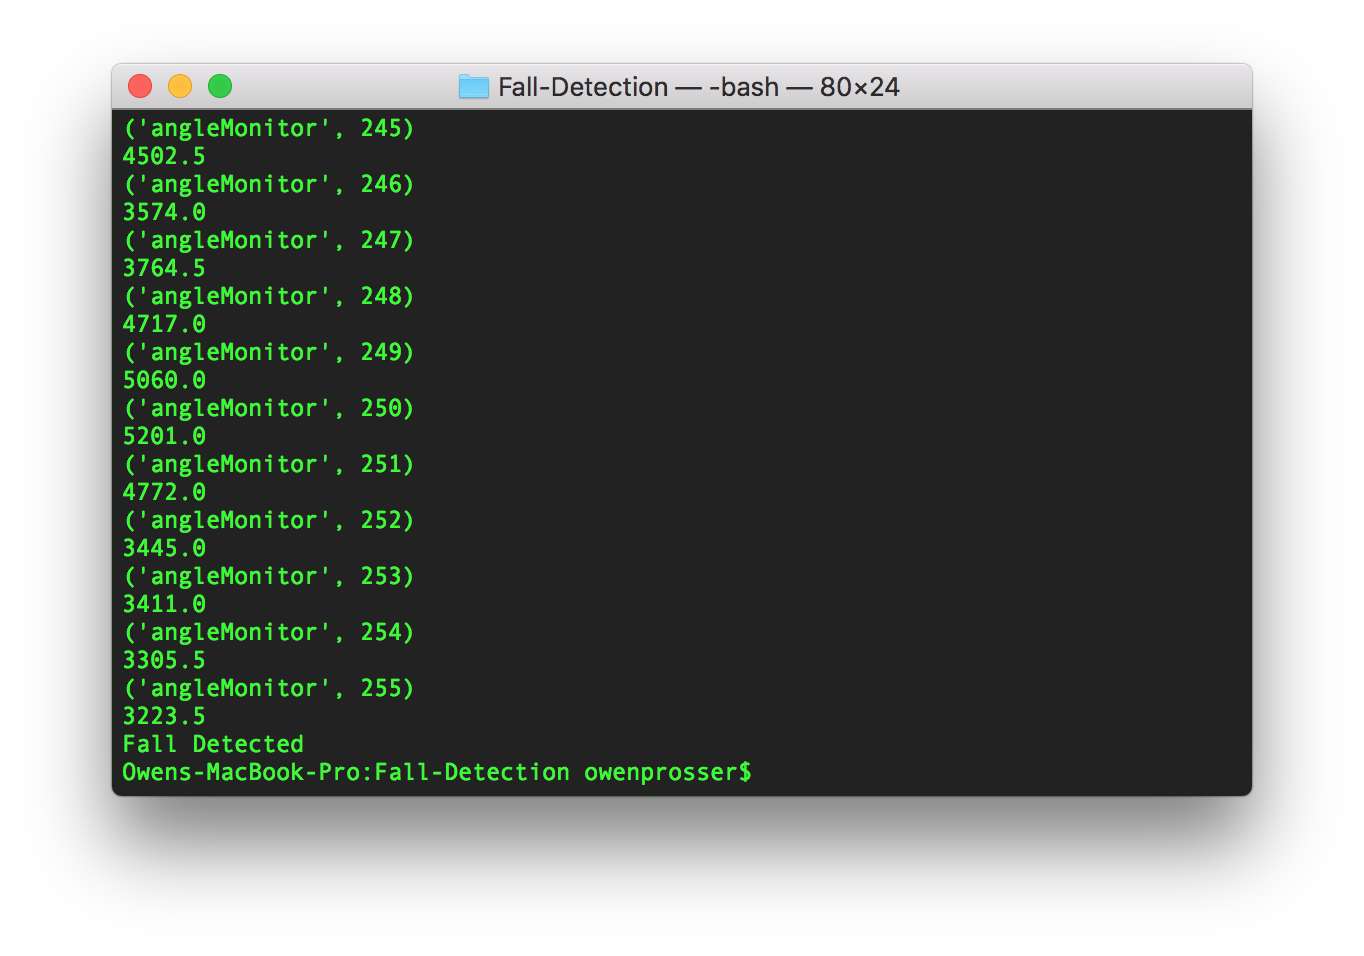 Fall-Detection — -bash — 80×24
('angleMonitor', 245)
4502.5
('angleMonitor', 246)
3574.0
('angleMonitor', 247)
3764.5
('angleMonitor', 248)
4717.0
('angleMonitor', 249)
5060.0
('angleMonitor', 250)
5201.0
('angleMonitor', 251)
4772.0
('angleMonitor', 252)
3445.0
('angleMonitor', 253)
3411.0
('angleMonitor', 254)
3305.5
('angleMonitor', 255)
3223.5
Fall Detected
Owens-MacBook-Pro:Fall-Detection owenprosser$